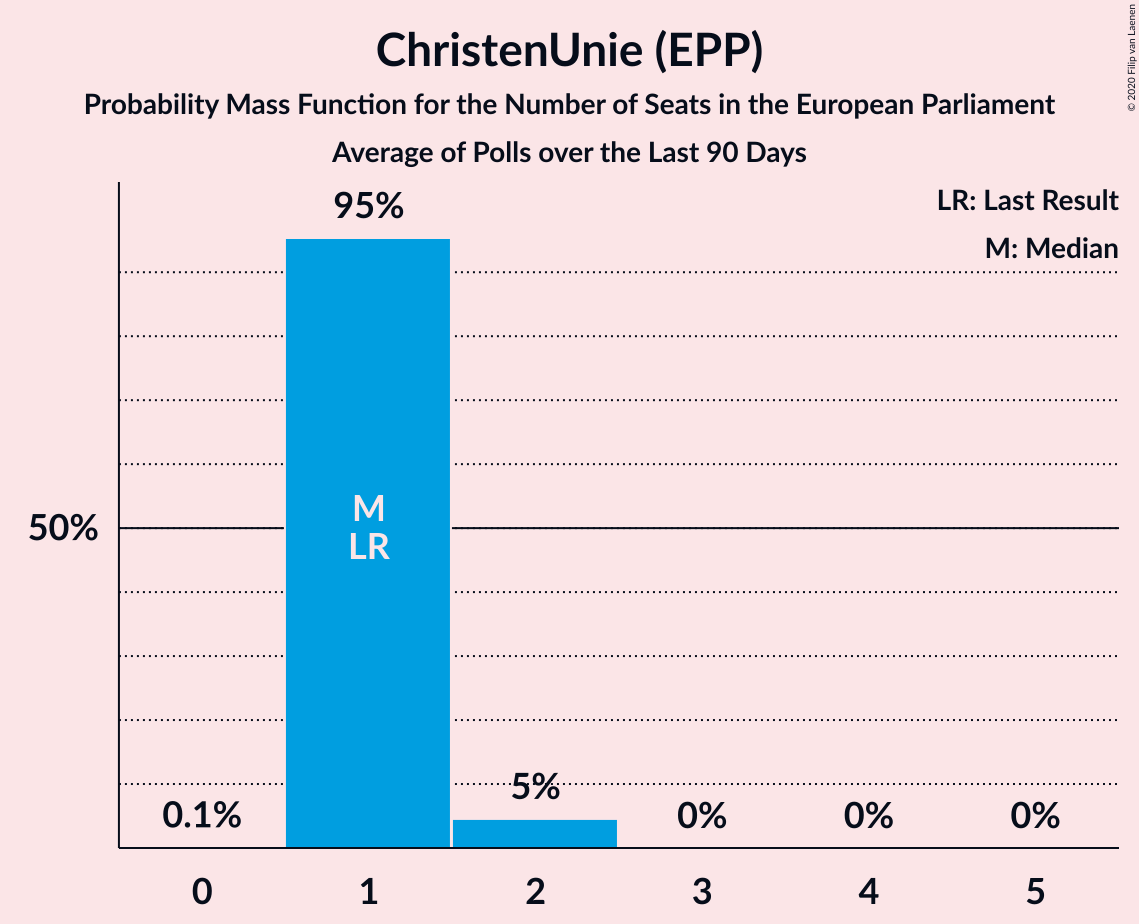 ChristenUnie (EPP)
Probability Mass Function for the Number of Seats in the European Parliament
Average of Polls over the Last 90 Days
© 2020 Filip van Laenen
LR: Last Result
M: Median
95%
50%
M
LR
0.1%
5%
0%
0%
0%
0
1
2
3
4
5